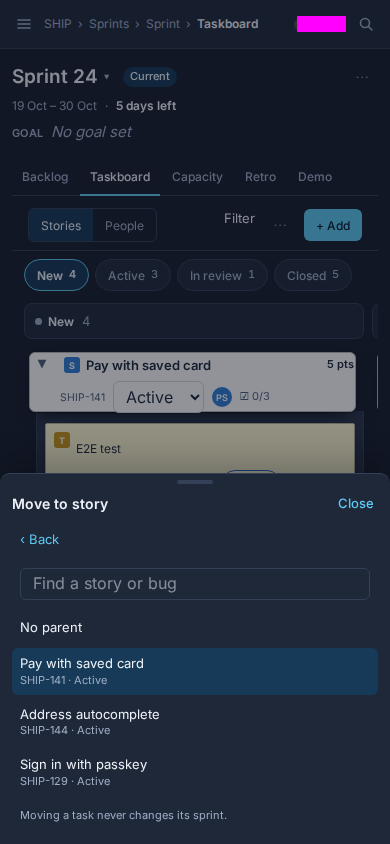 SHIP › Sprints › Sprint › Taskboard
Sprint 24 ▾ Current ...
19 Oct – 30 Oct · 5 days left
GOAL No goal set
Backlog Taskboard Capacity Retro Demo
Stories People Filter ... + Add
New 4 Active 3 In review 1 Closed 5
New 4
▼ S Pay with saved card 5 pts
SHIP-141 Active PS ☑ 0/3
T E2E test
Move to story Close
‹ Back
Find a story or bug
No parent
Pay with saved card
SHIP-141 · Active
Address autocomplete
SHIP-144 · Active
Sign in with passkey
SHIP-129 · Active
Moving a task never changes its sprint.